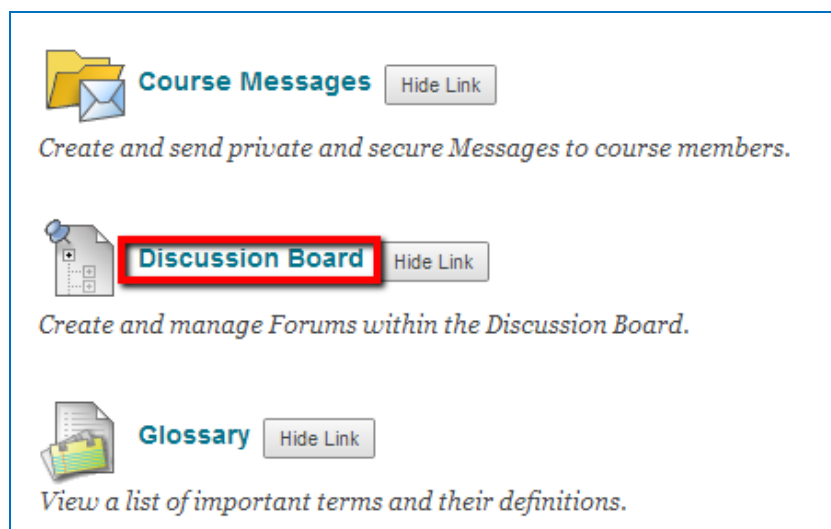 Course Messages Hide Link
Create and send private and secure Messages to course members.
Discussion Board Hide Link
Create and manage Forums within the Discussion Board.
Glossary Hide Link
View a list of important terms and their definitions.